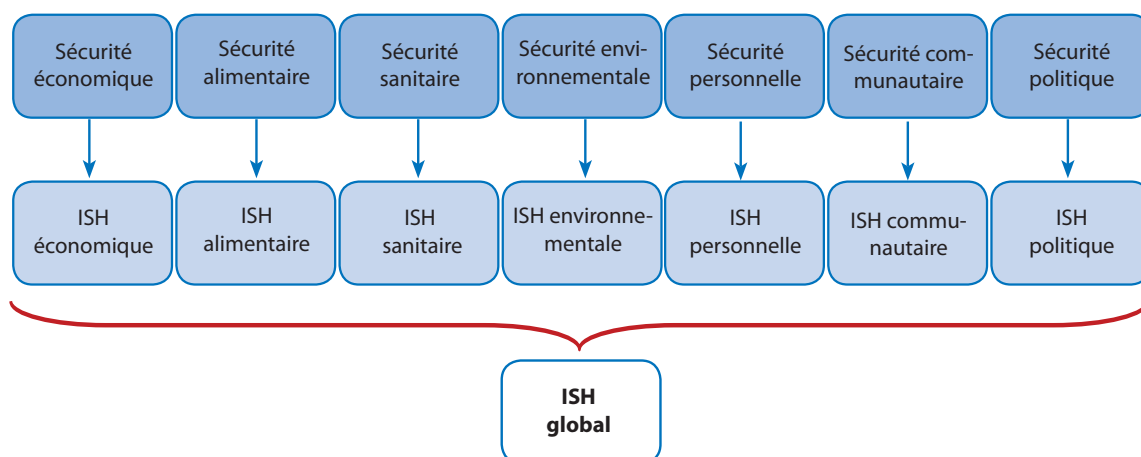 Sécurité
économique
Sécurité
alimentaire
Sécurité
sanitaire
Sécurité envi-
ronnementale
Sécurité
personnelle
Sécurité com-
munautaire
Sécurité
politique
ISH
économique
ISH
alimentaire
ISH
sanitaire
ISH environne-
mentale
ISH
personnelle
ISH commu-
nautaire
ISH
politique
ISH
global